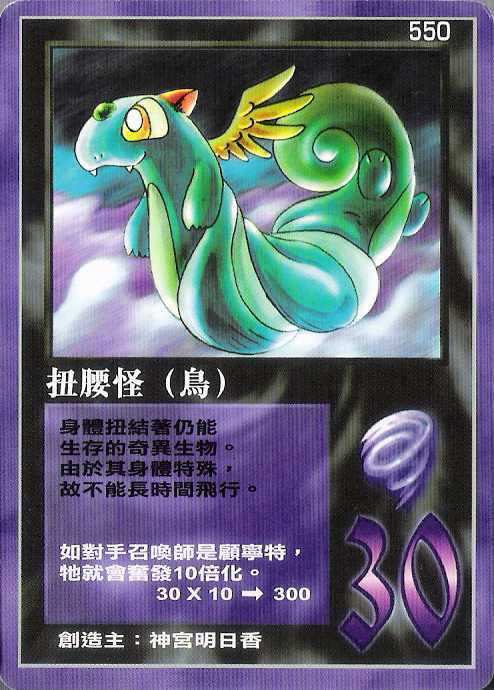 550
扭腰怪（鳥）
身體扭結著仍能
生存的奇異生物。
由於其身體特殊，
故不能長時間飛行。
如對手召喚師是顧寧特，
牠就會奮發10倍化。
30 X 10 ➡ 300
30
創造主：神宮明日香